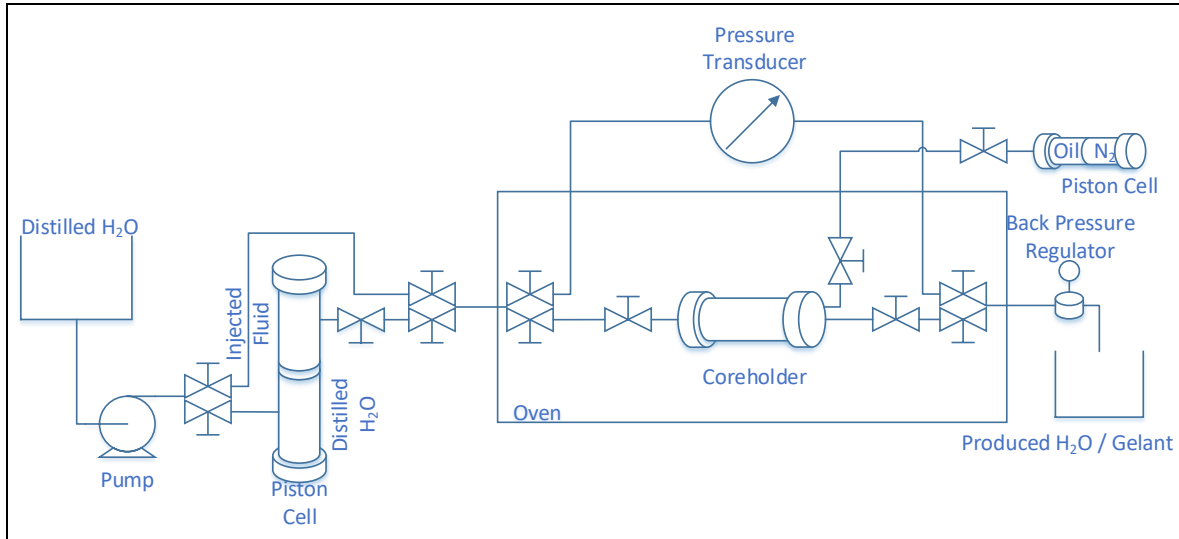 Pressure
Transducer
Oil N₂
Piston Cell
Distilled H₂O
Back Pressure
Regulator
Injected
Fluid
Distilled
H₂O
Coreholder
Oven
Pump
Piston
Cell
Produced H₂O / Gelant